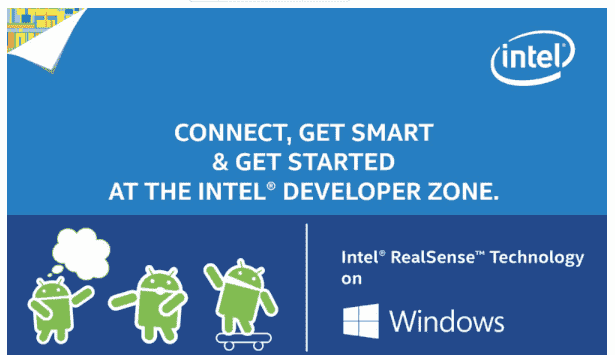 intel®
CONNECT, GET SMART
& GET STARTED
AT THE INTEL® DEVELOPER ZONE.
Intel® RealSense™ Technology
on
Windows